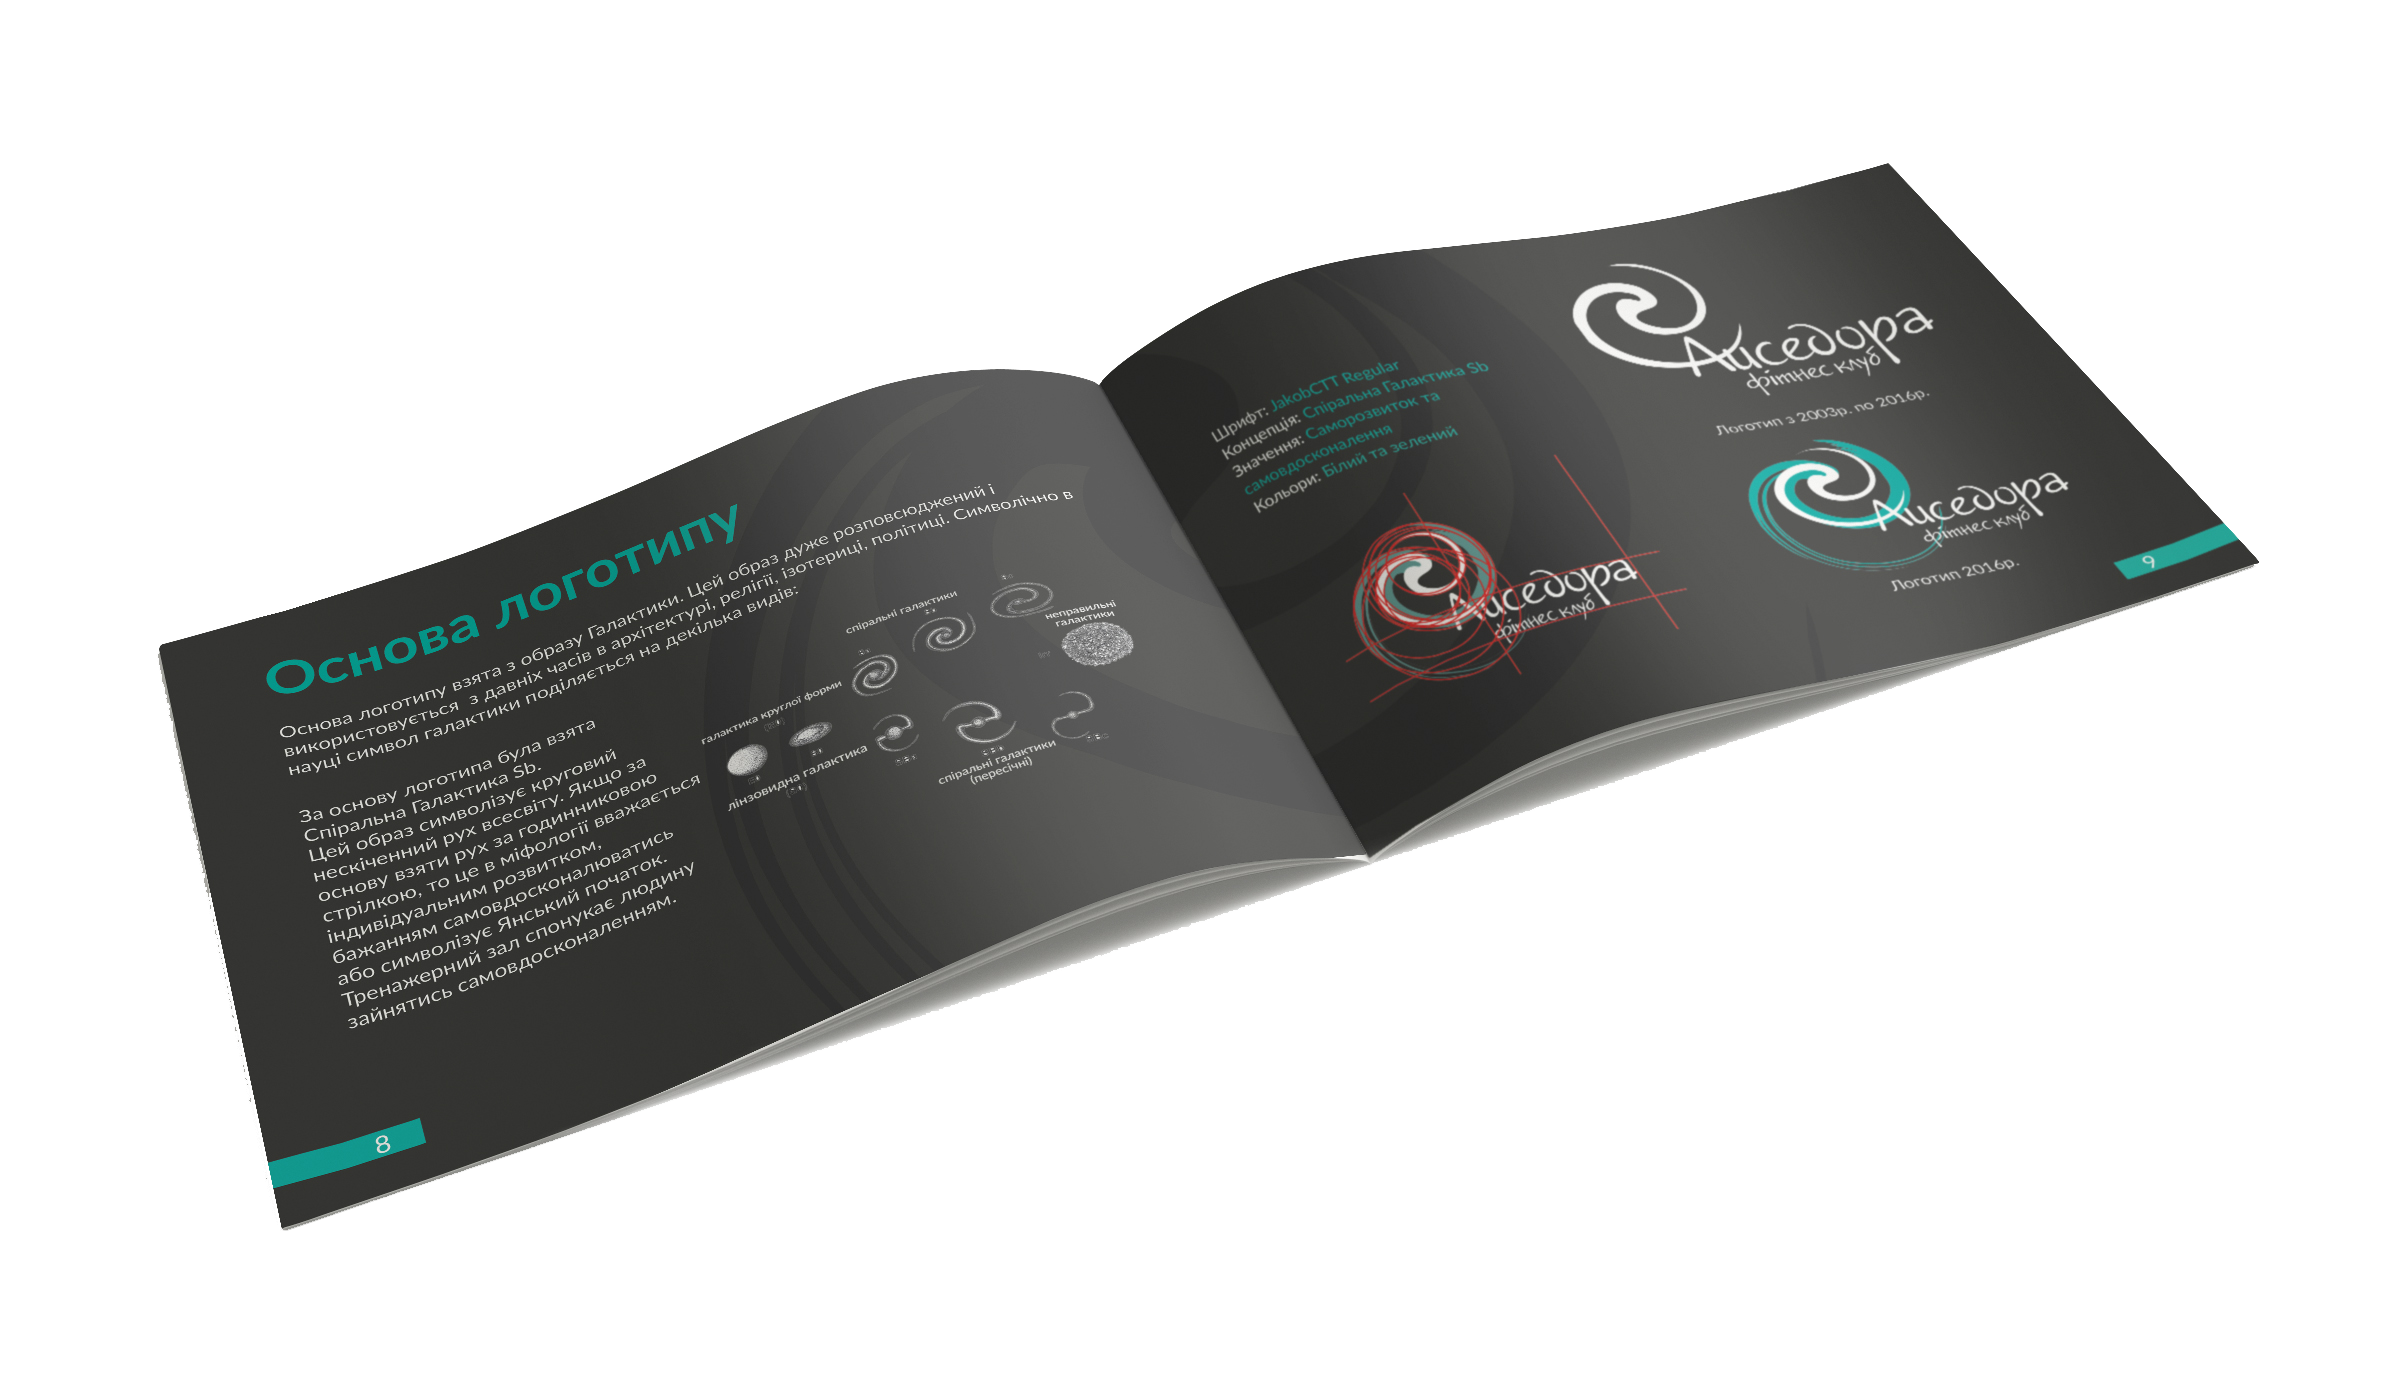 Основа логотипу
Основа логотипу взята з образу Галактики. Цей образ дуже розповсюджений і
використовується з давніх часів в архітектурі, релігії, ізотериці, політиці. Символічно в
науці символ галактики поділяється на декілька видів:
За основу логотипа була взята
Спіральна Галактика Sb.
Цей образ символізує круговий
нескіченний рух всесвіту. Якщо за
основу взяти рух за годинниковою
стрілкою, то це в міфології вважається
індивідуальним розвитком,
бажанням самовдосконалюватись
або символізує Янський початок.
Тренажерний зал спонукає людину
зайнятись самовдосконаленням.
спіральні галактики
неправильні
галактики
галактика круглої форми
лінзовидна галактика
спіральні галактики
(пересічні)
8
Шрифт: JakobCTT Regular
Концепція: Спіральна Галактика Sb
Значення: Саморозвиток та
самовдосконалення
Кольори: Білий та зелений
Айседора
фітнес клуб
Айседора
фітнес клуб
Логотип з 2003р. по 2016р.
Айседора
фітнес клуб
Логотип 2016р.
9